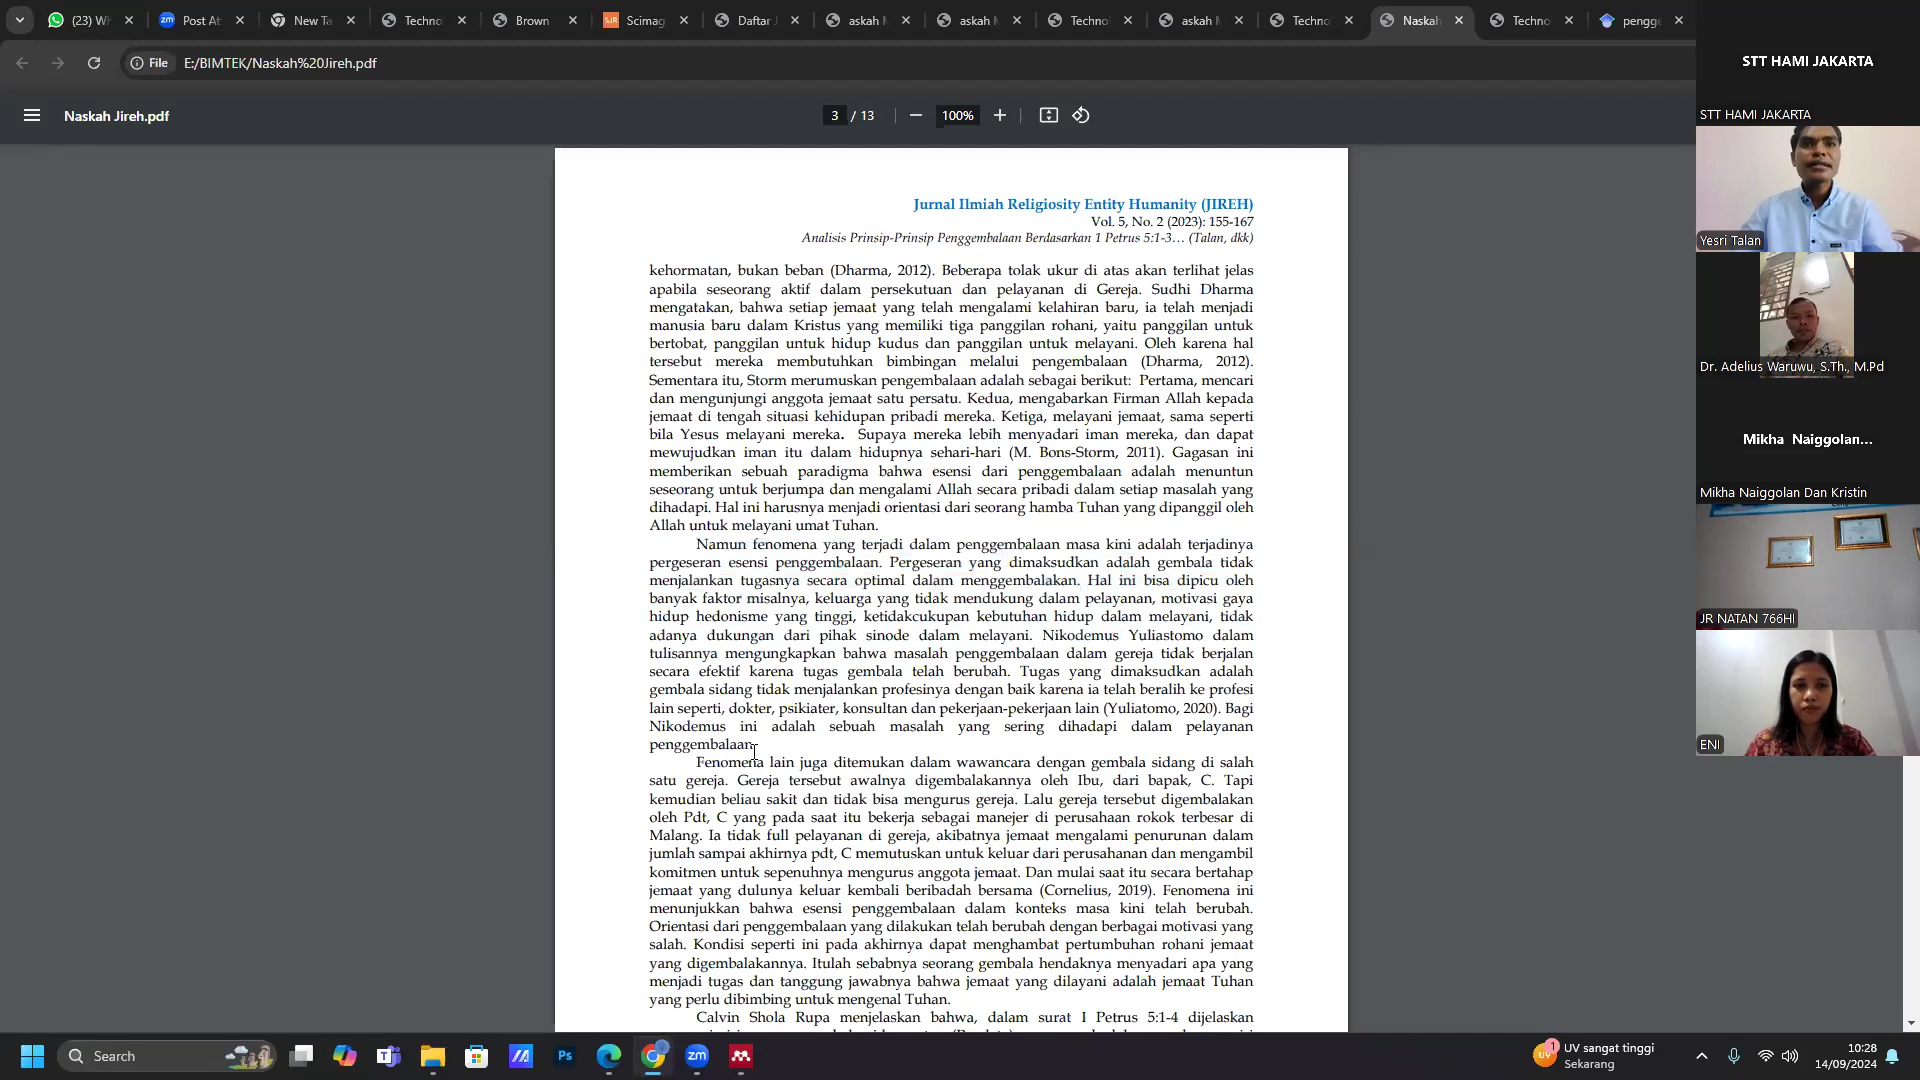 (23) W
Post At
New Ta
Technol
Brown
Scimag
Daftar J
askah M
askah M
Techno
askah M
Techno
Naskah
Techno
pengge
File
E:/BIMTEK/Naskah%20Jireh.pdf
Naskah Jireh.pdf
3 / 13
100%
Jurnal Ilmiah Religiosity Entity Humanity (JIREH)
Vol. 5, No. 2 (2023): 155-167
Analisis Prinsip-Prinsip Penggembalaan Berdasarkan 1 Petrus 5:1-3… (Talan, dkk)
kehormatan, bukan beban (Dharma, 2012). Beberapa tolak ukur di atas akan terlihat jelas
apabila seseorang aktif dalam persekutuan dan pelayanan di Gereja. Sudhi Dharma
mengatakan, bahwa setiap jemaat yang telah mengalami kelahiran baru, ia telah menjadi
manusia baru dalam Kristus yang memiliki tiga panggilan rohani, yaitu panggilan untuk
bertobat, panggilan untuk hidup kudus dan panggilan untuk melayani. Oleh karena hal
tersebut mereka membutuhkan bimbingan melalui pengembalaan (Dharma, 2012).
Sementara itu, Storm merumuskan pengembalaan adalah sebagai berikut: Pertama, mencari
dan mengunjungi anggota jemaat satu persatu. Kedua, mengabarkan Firman Allah kepada
jemaat di tengah situasi kehidupan pribadi mereka. Ketiga, melayani jemaat, sama seperti
bila Yesus melayani mereka. Supaya mereka lebih menyadari iman mereka, dan dapat
mewujudkan iman itu dalam hidupnya sehari-hari (M. Bons-Storm, 2011). Gagasan ini
memberikan sebuah paradigma bahwa esensi dari penggembalaan adalah menuntun
seseorang untuk berjumpa dan mengalami Allah secara pribadi dalam setiap masalah yang
dihadapi. Hal ini harusnya menjadi orientasi dari seorang hamba Tuhan yang dipanggil oleh
Allah untuk melayani umat Tuhan.
Namun fenomena yang terjadi dalam penggembalaan masa kini adalah terjadinya
pergeseran esensi penggembalaan. Pergeseran yang dimaksudkan adalah gembala tidak
menjalankan tugasnya secara optimal dalam menggembalakan. Hal ini bisa dipicu oleh
banyak faktor misalnya, keluarga yang tidak mendukung dalam pelayanan, motivasi gaya
hidup hedonisme yang tinggi, ketidakcukupan kebutuhan hidup dalam melayani, tidak
adanya dukungan dari pihak sinode dalam melayani. Nikodemus Yuliastomo dalam
tulisannya mengungkapkan bahwa masalah penggembalaan dalam gereja tidak berjalan
secara efektif karena tugas gembala telah berubah. Tugas yang dimaksudkan adalah
gembala sidang tidak menjalankan profesinya dengan baik karena ia telah beralih ke profesi
lain seperti, dokter, psikiater, konsultan dan pekerjaan-pekerjaan lain (Yuliatomo, 2020). Bagi
Nikodemus ini adalah sebuah masalah yang sering dihadapi dalam pelayanan
penggembalaan.
Fenomena lain juga ditemukan dalam wawancara dengan gembala sidang di salah
satu gereja. Gereja tersebut awalnya digembalakannya oleh Ibu, dari bapak, C. Tapi
kemudian beliau sakit dan tidak bisa mengurus gereja. Lalu gereja tersebut digembalakan
oleh Pdt, C yang pada saat itu bekerja sebagai manejer di perusahaan rokok terbesar di
Malang. Ia tidak full pelayanan di gereja, akibatnya jemaat mengalami penurunan dalam
jumlah sampai akhirnya pdt, C memutuskan untuk keluar dari perusahanan dan mengambil
komitmen untuk sepenuhnya mengurus anggota jemaat. Dan mulai saat itu secara bertahap
jemaat yang dulunya keluar kembali beribadah bersama (Cornelius, 2019). Fenomena ini
menunjukkan bahwa esensi penggembalaan dalam konteks masa kini telah berubah.
Orientasi dari penggembalaan yang dilakukan telah berubah dengan berbagai motivasi yang
salah. Kondisi seperti ini pada akhirnya dapat menghambat pertumbuhan rohani jemaat
yang digembalakannya. Itulah sebabnya seorang gembala hendaknya menyadari apa yang
menjadi tugas dan tanggung jawabnya bahwa jemaat yang dilayani adalah jemaat Tuhan
yang perlu dibimbing untuk mengenal Tuhan.
Calvin Shola Rupa menjelaskan bahwa, dalam surat I Petrus 5:1-4 dijelaskan
STT HAMI JAKARTA
STT HAMI JAKARTA
Yesri Talan
Dr. Adelius Waruwu, S.Th., M.Pd
Mikha Naiggolan...
Mikha Naiggolan Dan Kristin
JR NATAN 766HI
ENI
Search
UV sangat tinggi
Sekarang
10:28
14/09/2024